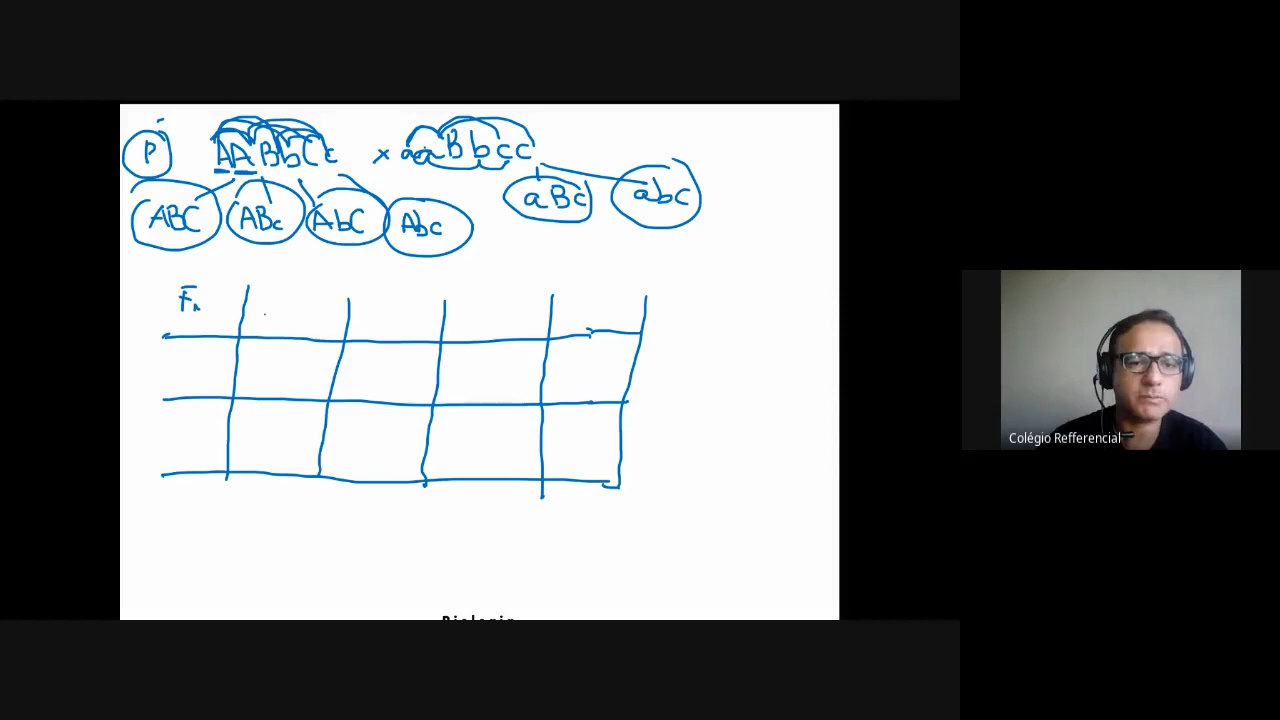 P AABbCc x aaBbcc
ABC ABc AbC Abc aBc abc
F₁
Colégio Refferencial